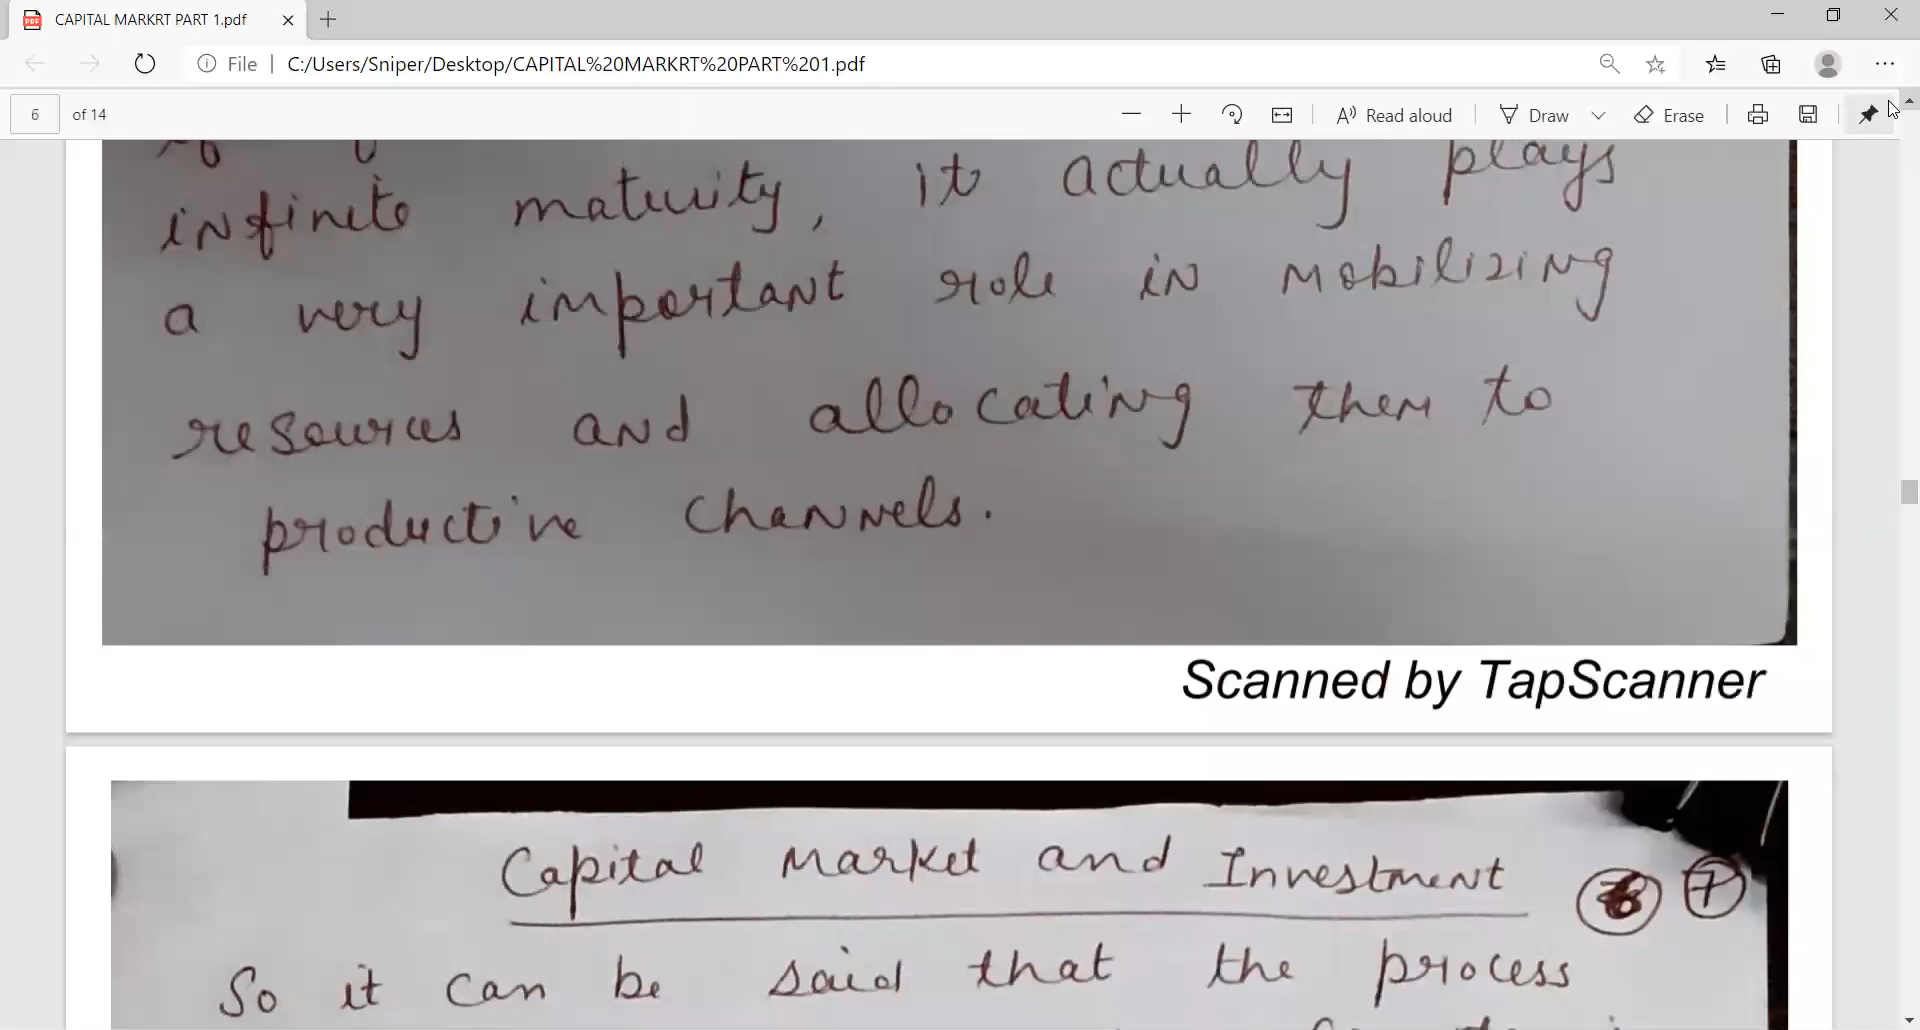 CAPITAL MARKRT PART 1.pdf
File
C:/Users/Sniper/Desktop/CAPITAL%20MARKRT%20PART%201.pdf
6 of 14
Read aloud
Draw
Erase
infinite maturity, it actually plays
a very important role in mobilizing
resources and allocating them to
productive channels.
Scanned by TapScanner
Capital Market and Investment 7
So it can be said that the process